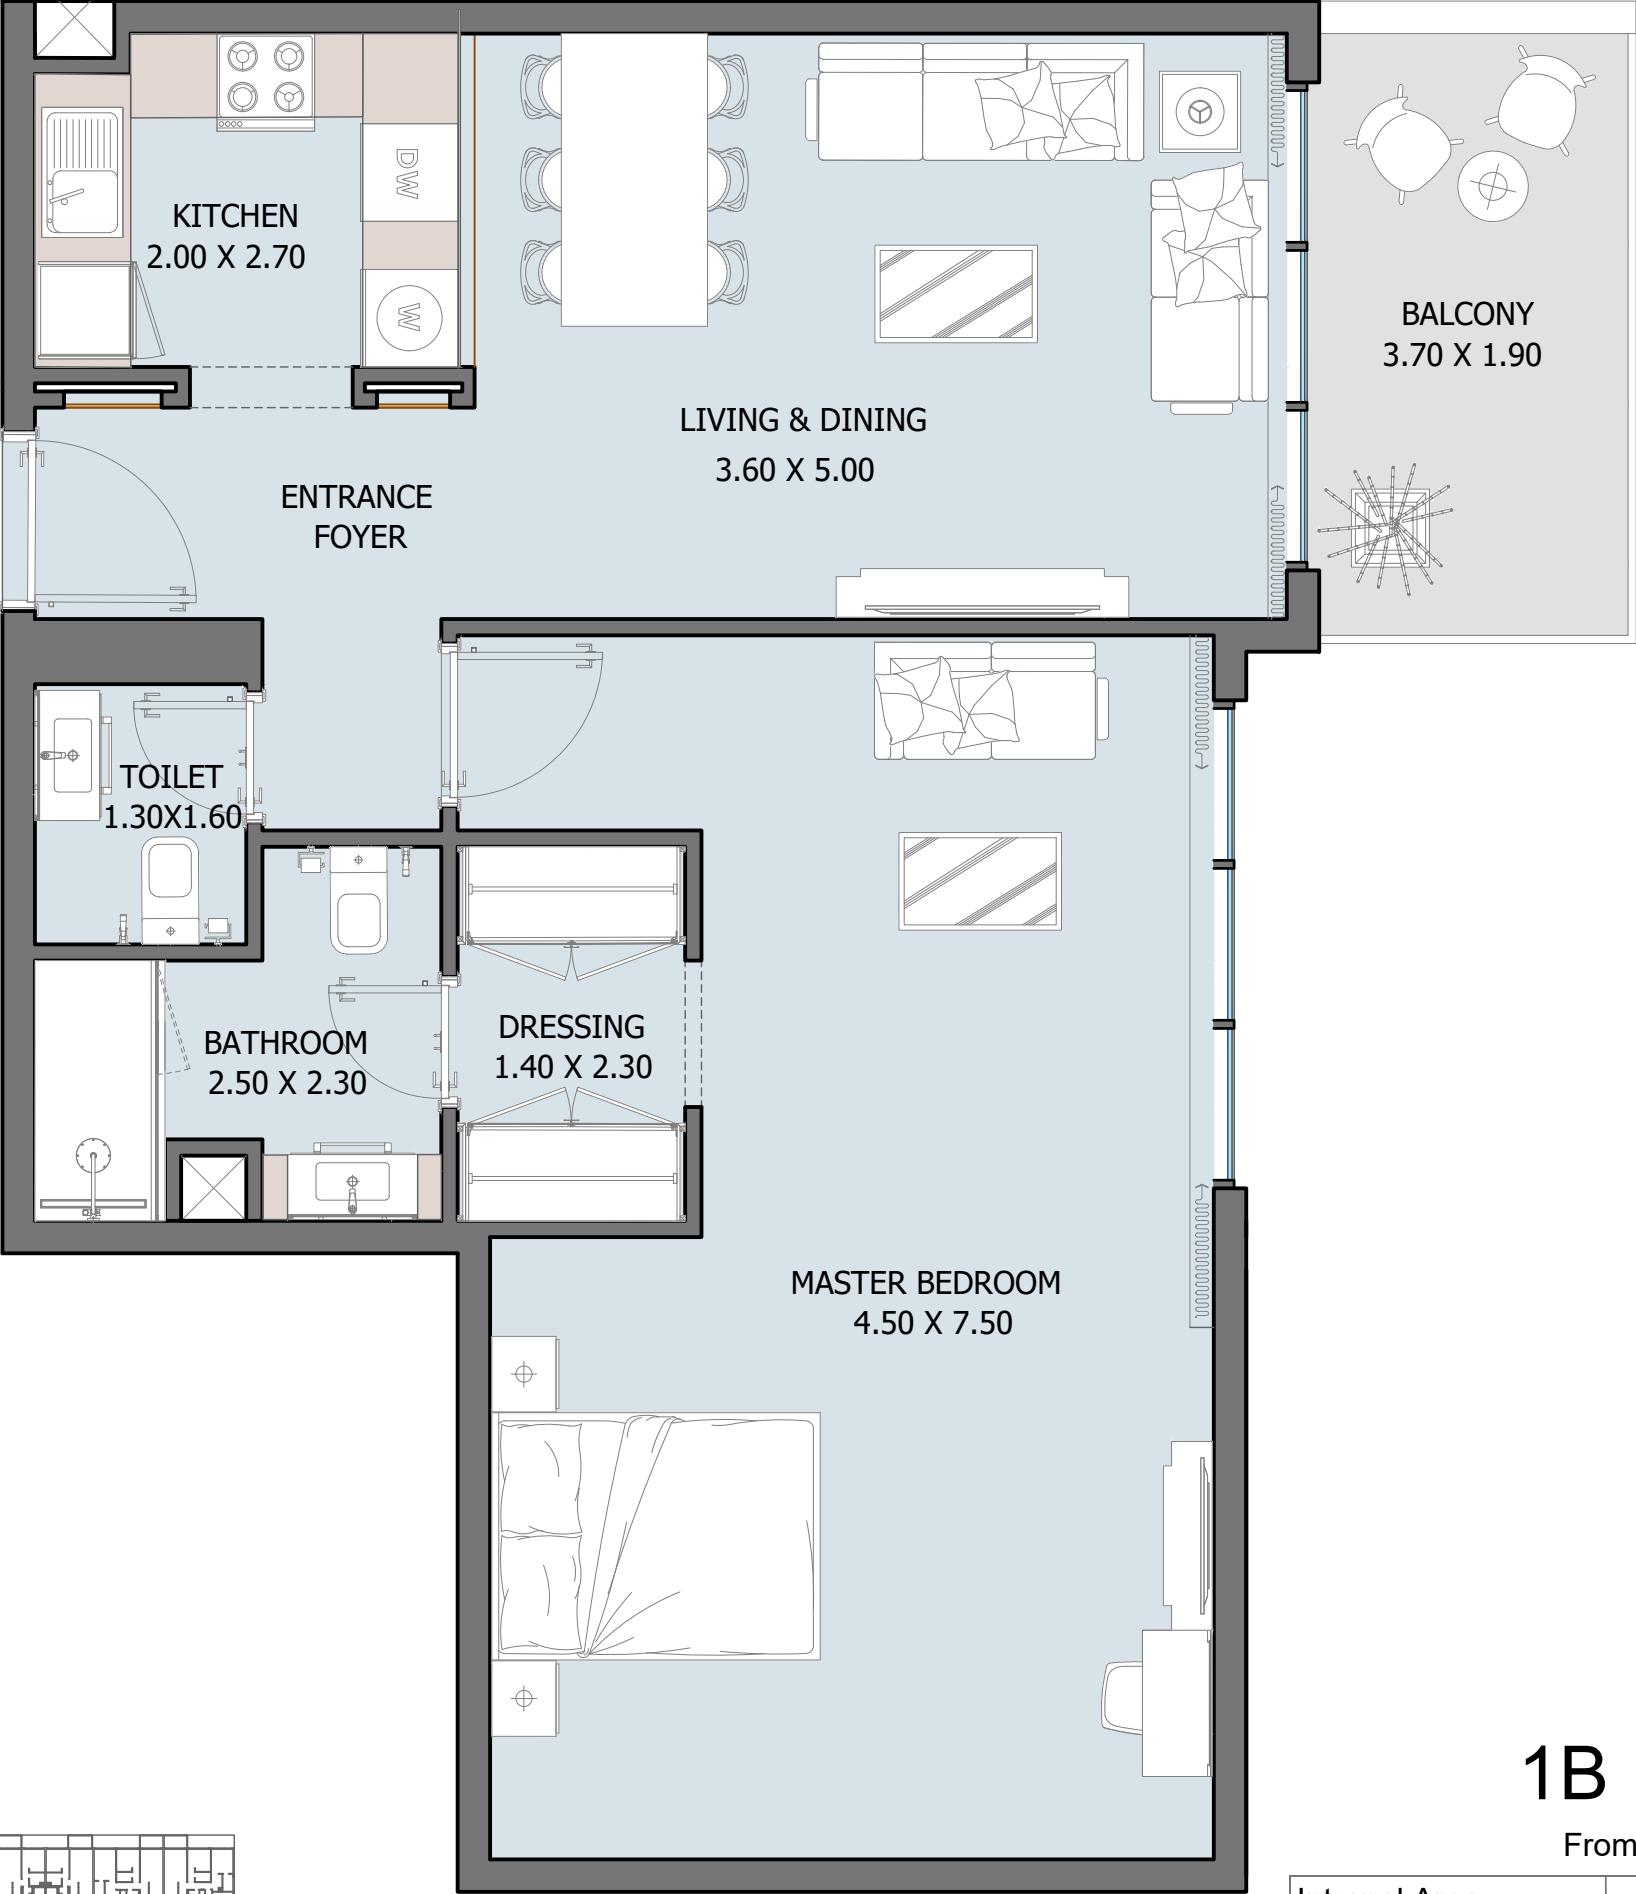 DW
KITCHEN
2.00 X 2.70
W
BALCONY
3.70 X 1.90
LIVING & DINING
3.60 X 5.00
ENTRANCE
FOYER
TOILET
1.30X1.60
BATHROOM
2.50 X 2.30
DRESSING
1.40 X 2.30
MASTER BEDROOM
4.50 X 7.50
1B
From